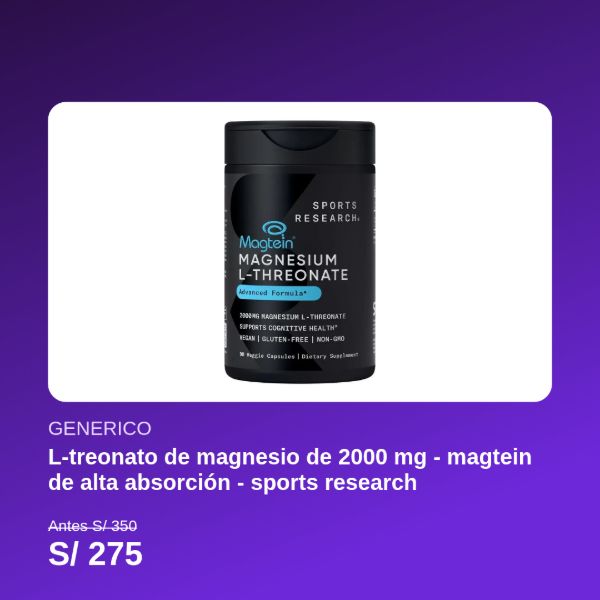 SPORTS
RESEARCH
Magtein
MAGNESIUM
L-THREONATE
Advanced Formula*
2000MG MAGNESIUM L-THREONATE
SUPPORTS COGNITIVE HEALTH*
VEGAN | GLUTEN-FREE | NON-GMO
90 Veggie Capsules | Dietary Supplement
GENERICO
L-treonato de magnesio de 2000 mg - magtein
de alta absorción - sports research
Antes S/ 350
S/ 275